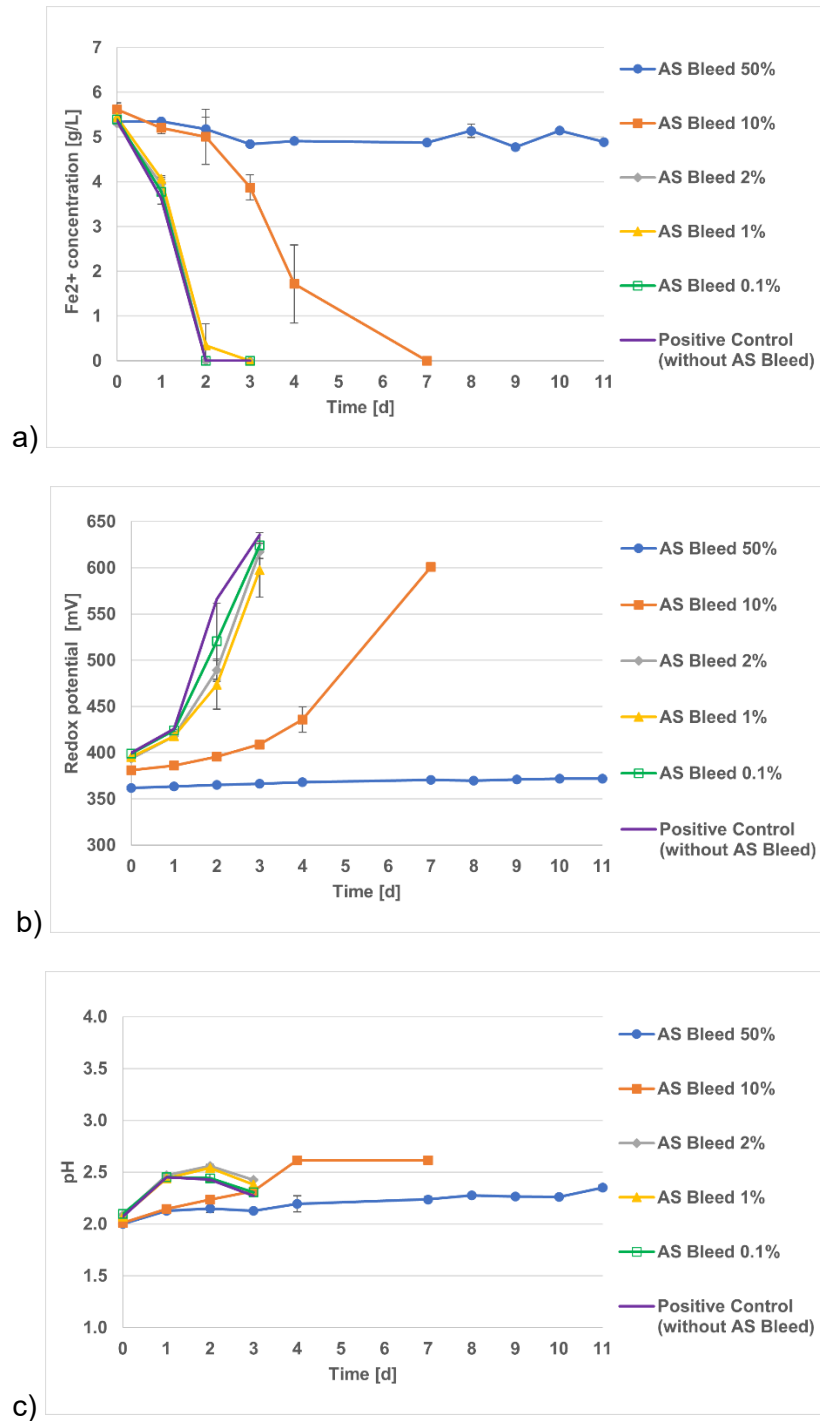 7
6
5
4
3
2
1
0
Fe2+ concentration [g/L]
0 1 2 3 4 5 6 7 8 9 10 11
Time [d]
AS Bleed 50%
AS Bleed 10%
AS Bleed 2%
AS Bleed 1%
AS Bleed 0.1%
Positive Control
(without AS Bleed)
a)
650
600
550
500
450
400
350
300
Redox potential [mV]
0 1 2 3 4 5 6 7 8 9 10 11
Time [d]
AS Bleed 50%
AS Bleed 10%
AS Bleed 2%
AS Bleed 1%
AS Bleed 0.1%
Positive Control
(without AS Bleed)
b)
4.0
3.5
3.0
2.5
2.0
1.5
1.0
pH
0 1 2 3 4 5 6 7 8 9 10 11
Time [d]
AS Bleed 50%
AS Bleed 10%
AS Bleed 2%
AS Bleed 1%
AS Bleed 0.1%
Positive Control
(without AS Bleed)
c)